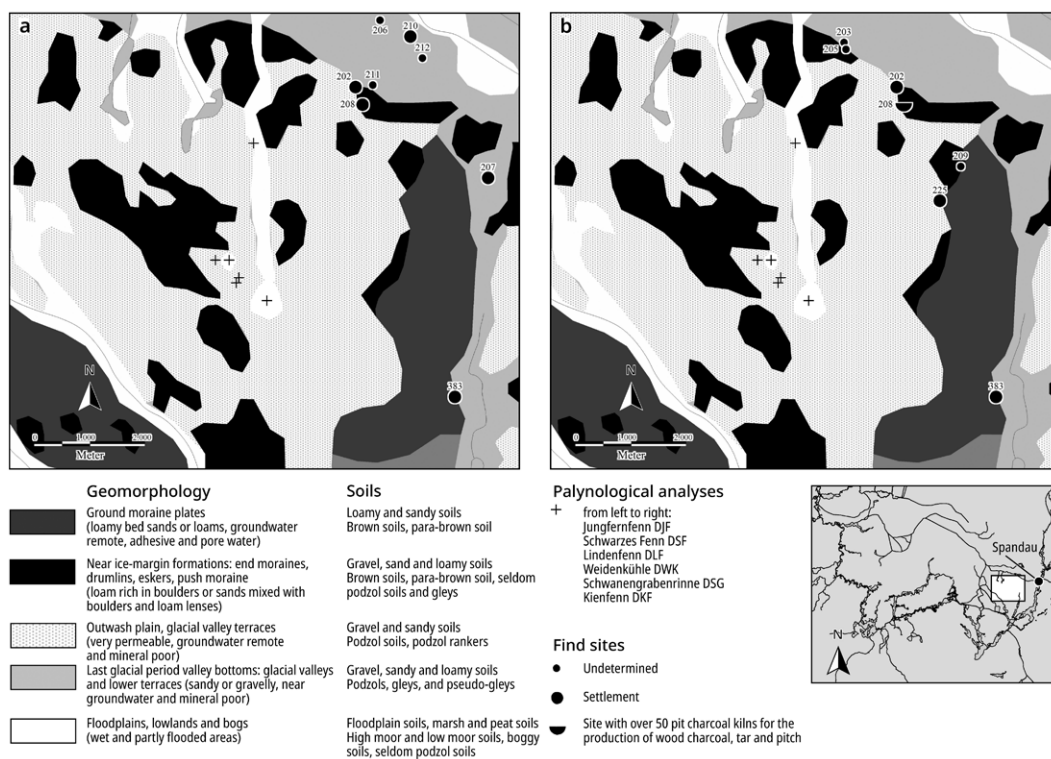 a
206
210
212
202
211
208
207
383
N
0 1.000 2.000
Meter
b
203
205
202
208
209
225
383
N
0 1.000 2.000
Meter
Geomorphology
Ground moraine plates
(loamy bed sands or loams, groundwater
remote, adhesive and pore water)
Near ice-margin formations: end moraines,
drumlins, eskers, push moraine
(loam rich in boulders or sands mixed with
boulders and loam lenses)
Outwash plain, glacial valley terraces
(very permeable, groundwater remote
and mineral poor)
Last glacial period valley bottoms: glacial valleys
and lower terraces (sandy or gravelly, near
groundwater and mineral poor)
Floodplains, lowlands and bogs
(wet and partly flooded areas)
Soils
Loamy and sandy soils
Brown soils, para-brown soil
Gravel, sand and loamy soils
Brown soils, para-brown soil, seldom
podzol soils and gleys
Gravel and sandy soils
Podzol soils, podzol rankers
Gravel, sandy and loamy soils
Podzols, gleys, and pseudo-gleys
Floodplain soils, marsh and peat soils
High moor and low moor soils, boggy
soils, seldom podzol soils
Palynological analyses
from left to right:
Jungfernfenn DJF
Schwarzes Fenn DSF
Lindenfenn DLF
Weidenkühle DWK
Schwanengrabenrinne DSG
Kienfenn DKF
Find sites
Undetermined
Settlement
Site with over 50 pit charcoal kilns for the
production of wood charcoal, tar and pitch
Spandau
N